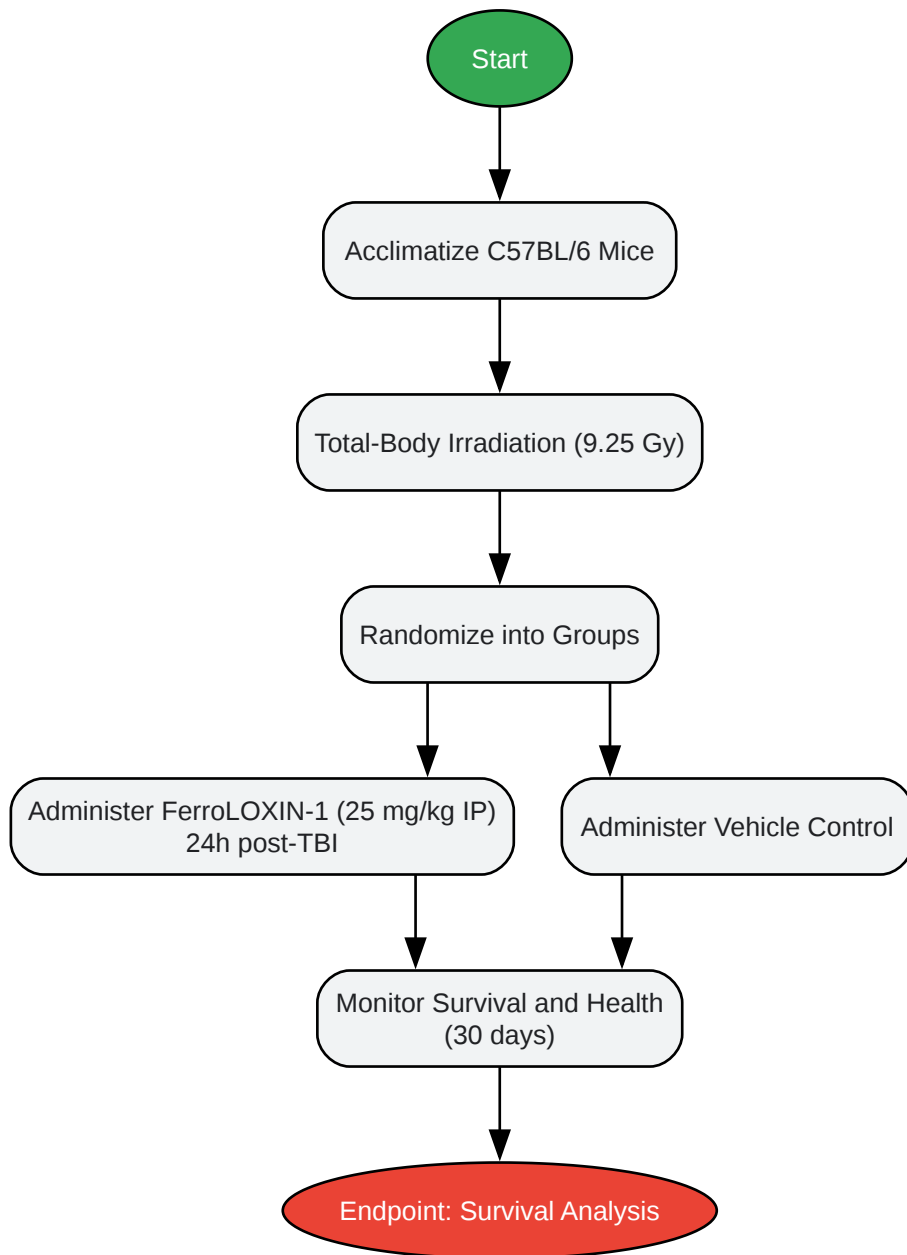 Start
Acclimatize C57BL/6 Mice
Total-Body Irradiation (9.25 Gy)
Randomize into Groups
Administer FerroLOXIN-1 (25 mg/kg IP)
24h post-TBI
Administer Vehicle Control
Monitor Survival and Health
(30 days)
Endpoint: Survival Analysis